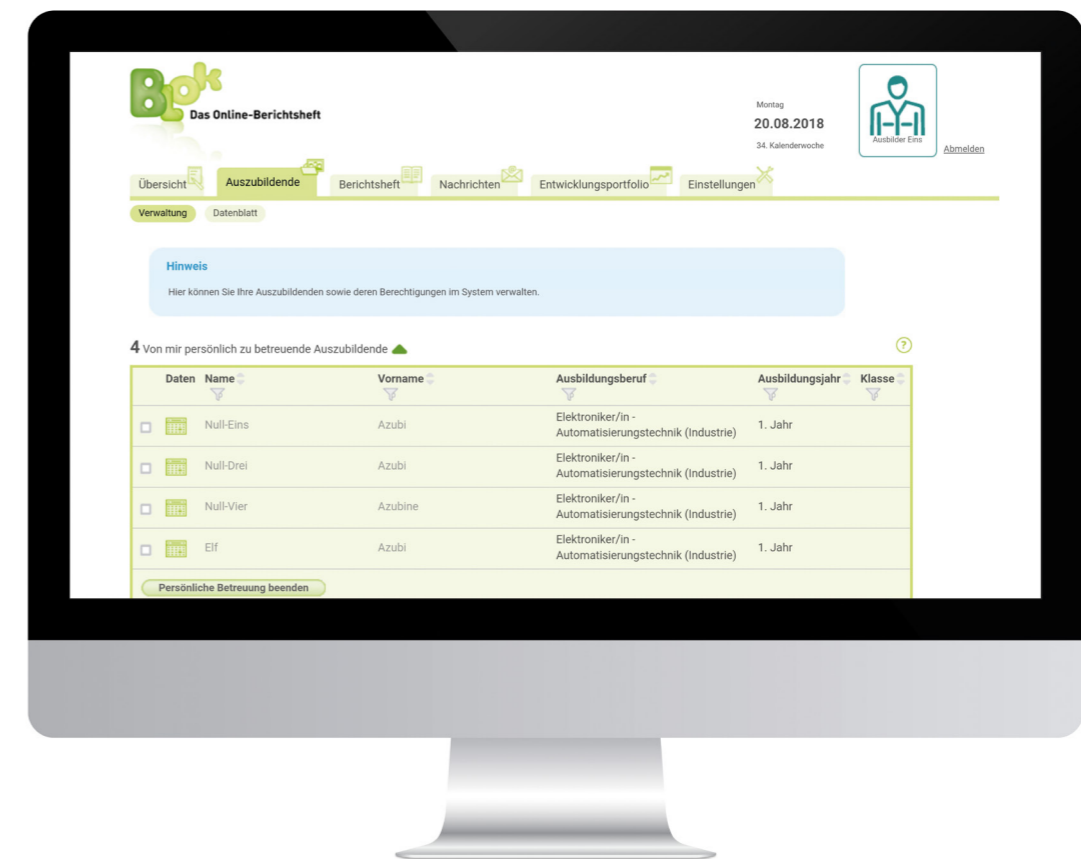 Blok
Das Online-Berichtsheft
Montag
20.08.2018
34. Kalenderwoche
Ausbilder Eins
Abmelden
Übersicht Auszubildende Berichtsheft Nachrichten Entwicklungsportfolio Einstellungen
Verwaltung Datenblatt
Hinweis
Hier können Sie Ihre Auszubildenden sowie deren Berechtigungen im System verwalten.
4 Von mir persönlich zu betreuende Auszubildende
?
Daten Name Vorname Ausbildungsberuf Ausbildungsjahr Klasse
Null-Eins Azubi Elektroniker/in - Automatisierungstechnik (Industrie) 1. Jahr
Null-Drei Azubi Elektroniker/in - Automatisierungstechnik (Industrie) 1. Jahr
Null-Vier Azubine Elektroniker/in - Automatisierungstechnik (Industrie) 1. Jahr
Elf Azubi Elektroniker/in - Automatisierungstechnik (Industrie) 1. Jahr
Persönliche Betreuung beenden